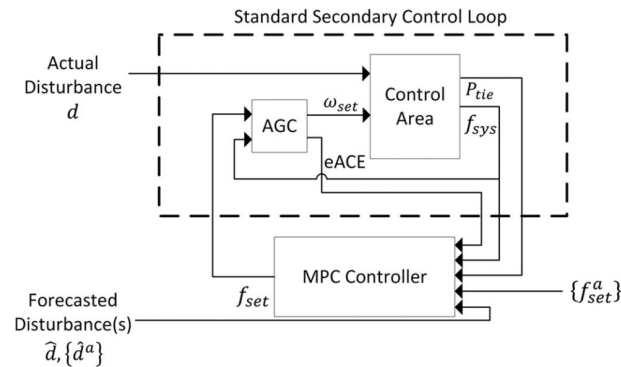 Standard Secondary Control Loop
Actual
Disturbance
d
AGC
ω_set
Control
Area
P_tie
f_sys
eACE
MPC Controller
f_set
{f^a_set}
Forecasted
Disturbance(s)
d̂, {d̂^a}